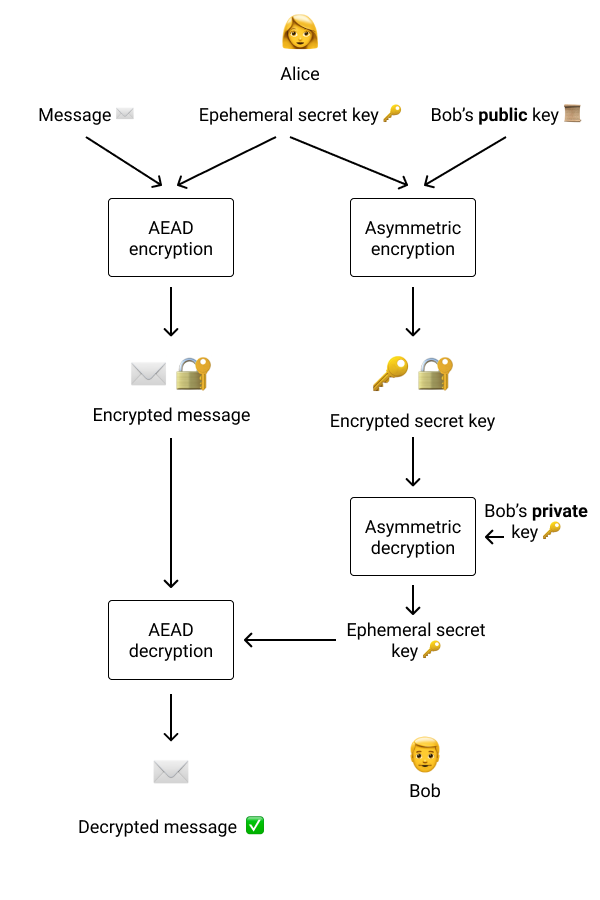 Alice
Message
Epehemeral secret key
Bob's public key
AEAD
encryption
Asymmetric
encryption
Encrypted message
Encrypted secret key
Asymmetric
decryption
Bob's private
key
AEAD
decryption
Ephemeral secret
key
Bob
Decrypted message